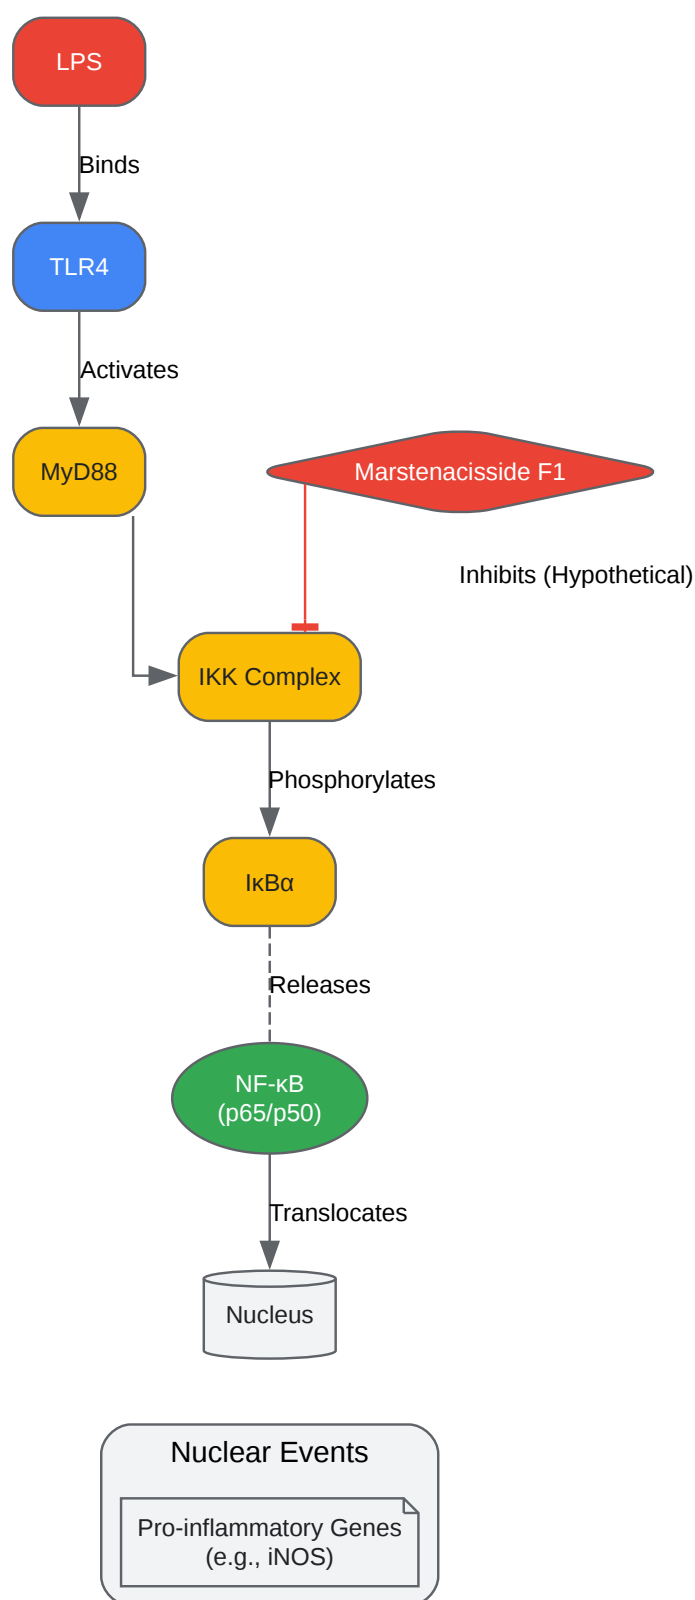 LPS
Binds
TLR4
Activates
MyD88
Marstenacisside F1
Inhibits (Hypothetical)
IKK Complex
Phosphorylates
IκBα
Releases
NF-κB
(p65/p50)
Translocates
Nucleus
Nuclear Events
Pro-inflammatory Genes
(e.g., iNOS)